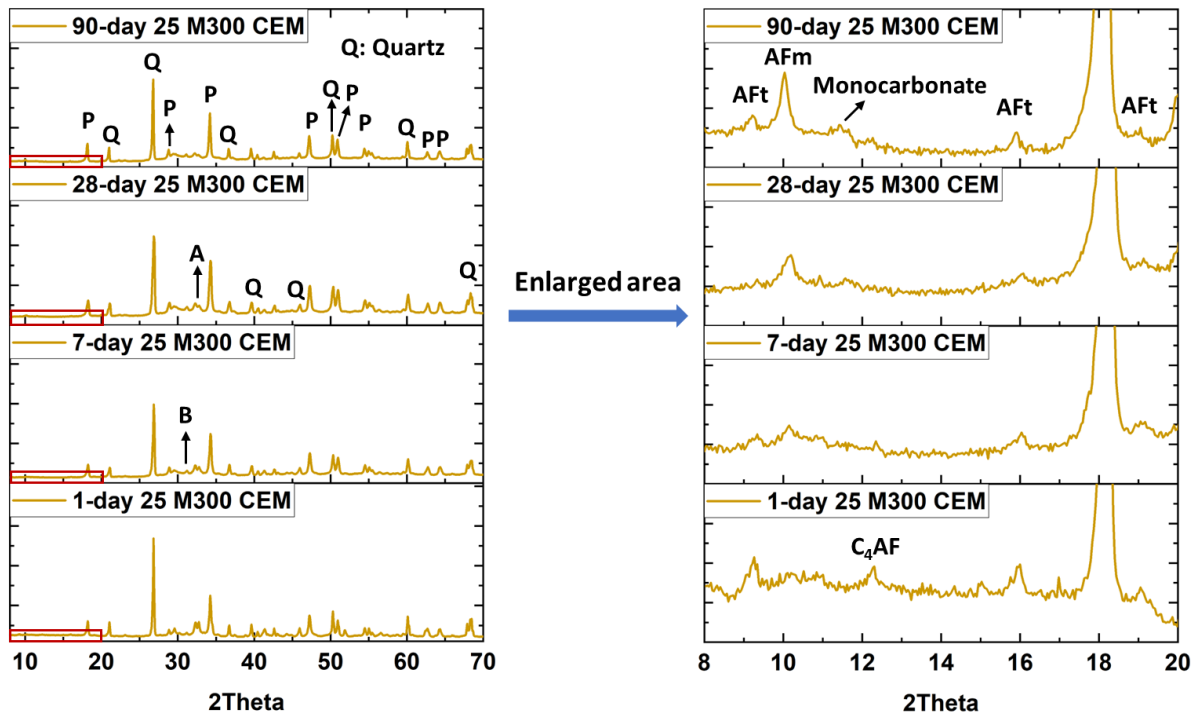 90-day 25 M300 CEM
Q: Quartz
Q
P
Q
P
P
Q
P
Q
P
P
Q
PP
28-day 25 M300 CEM
A
Q
Q
Q
7-day 25 M300 CEM
B
1-day 25 M300 CEM
10 20 30 40 50 60 70
2Theta
Enlarged area
90-day 25 M300 CEM
AFm
Monocarbonate
AFt
AFt
AFt
28-day 25 M300 CEM
7-day 25 M300 CEM
1-day 25 M300 CEM
C₄AF
8 10 12 14 16 18 20
2Theta